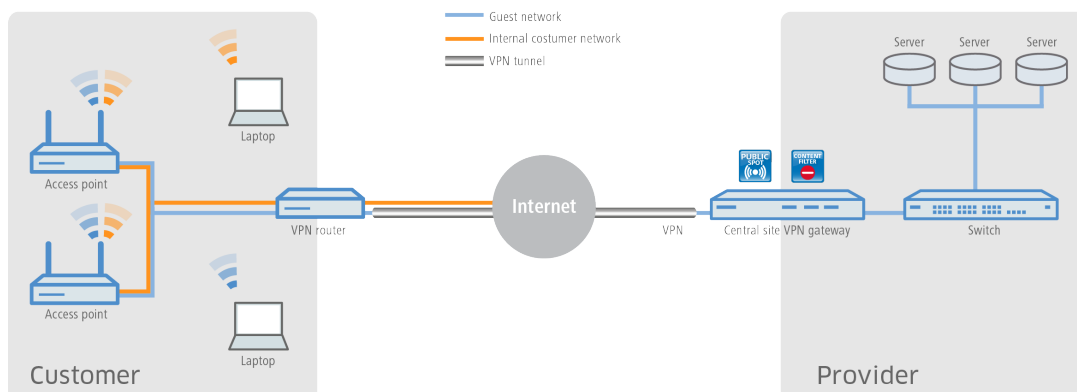 Guest network
Internal costumer network
VPN tunnel
Server
Server
Server
Laptop
PUBLIC
SPOT
CONTENT
FILTER
Access point
Internet
VPN router
VPN
Central site VPN gateway
Switch
Access point
Laptop
Customer
Provider